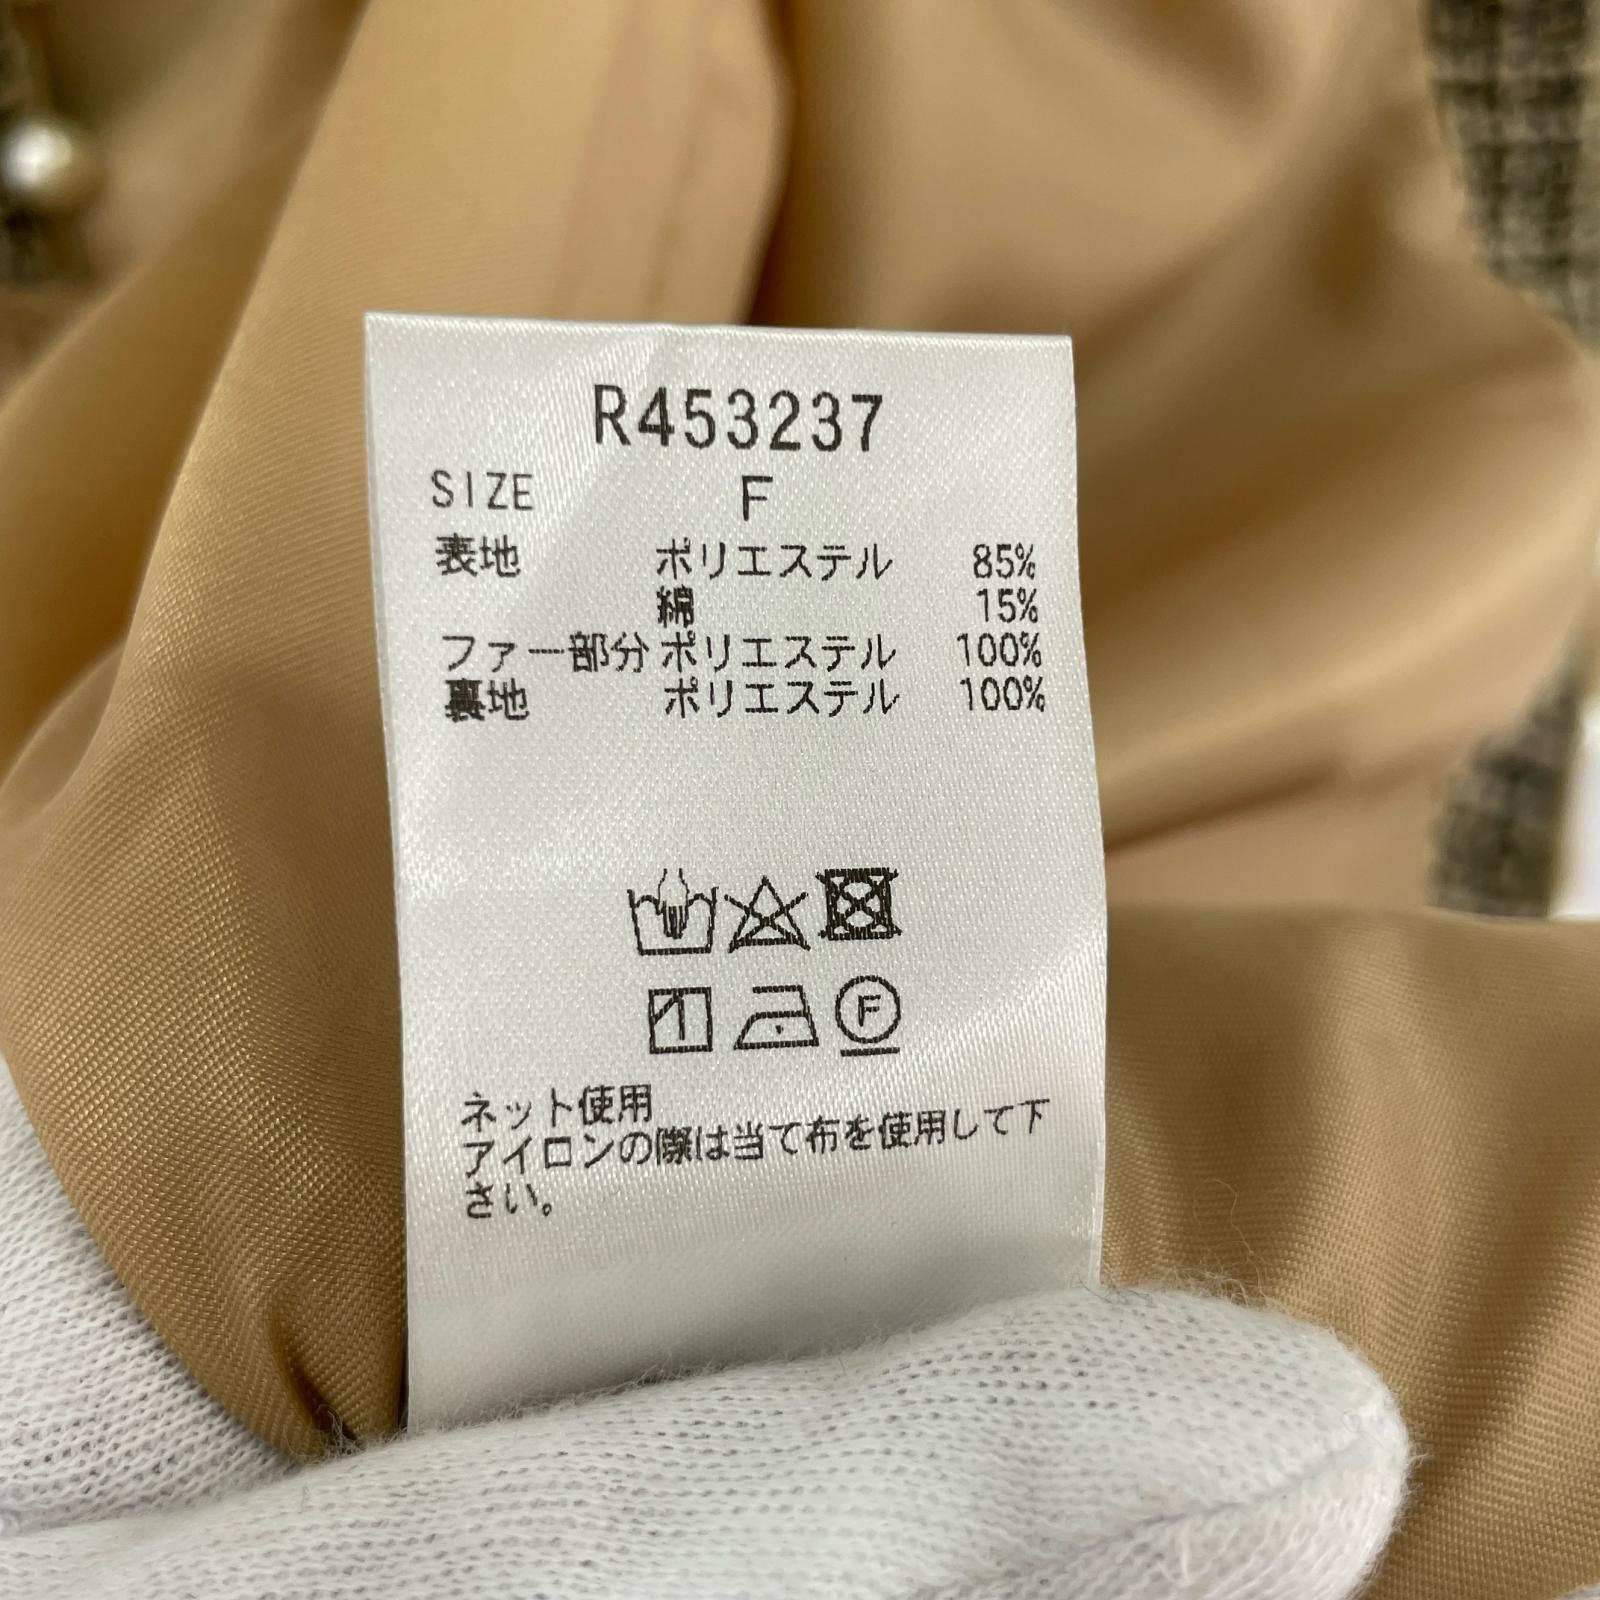 R453237
SIZE F
表地 ポリエステル 85%
綿 15%
ファー部分 ポリエステル 100%
裏地 ポリエステル 100%
F
ネット使用
アイロンの際は当て布を使用して下
さい。